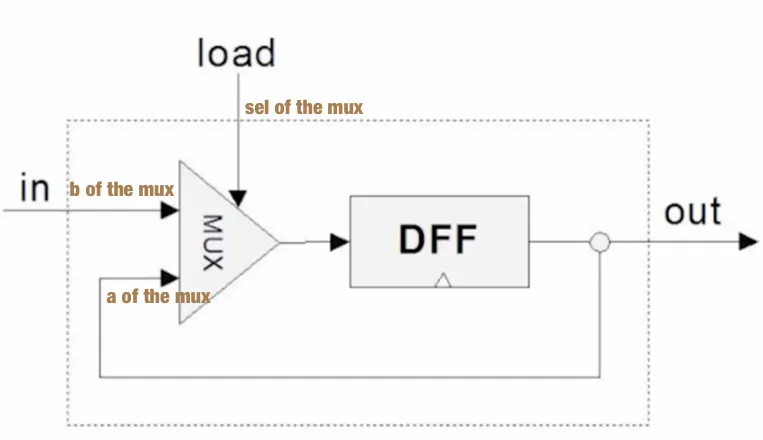 load
sel of the mux
in
b of the mux
MUX
DFF
out
a of the mux